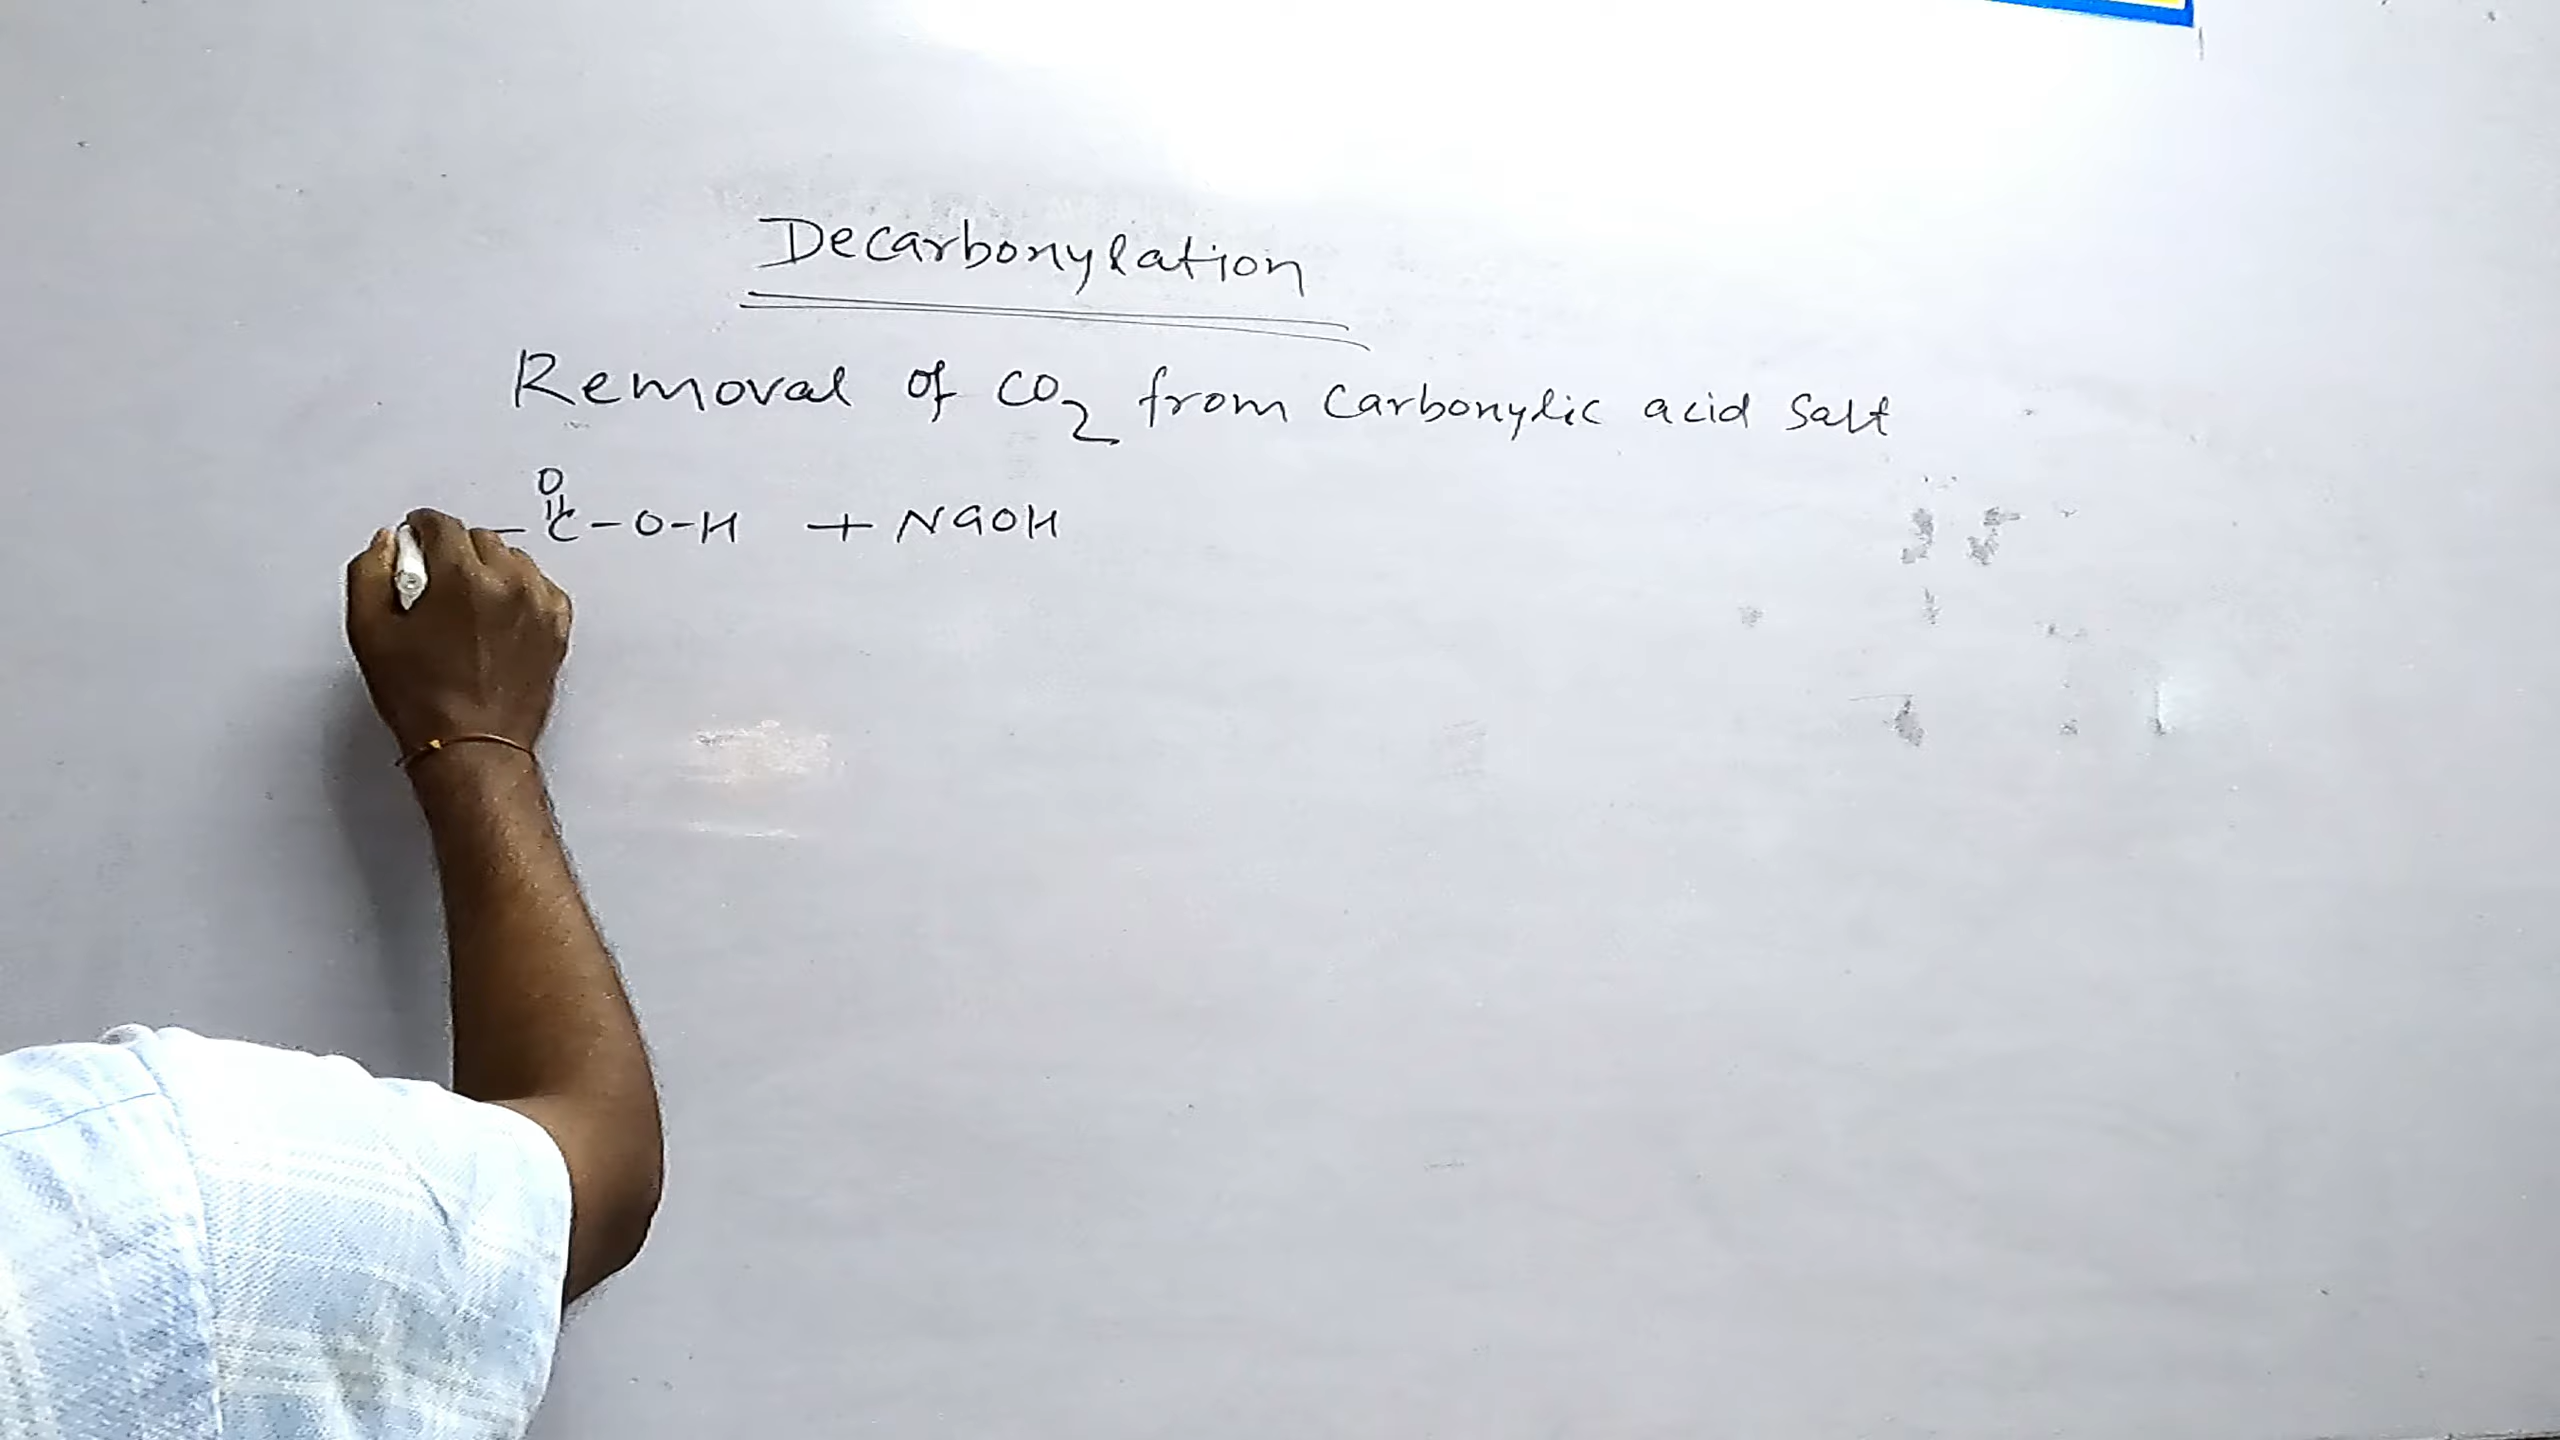 Decarbonylation
Removal of CO2 from Carbonylic acid Salt
O
-C-O-H + NaOH